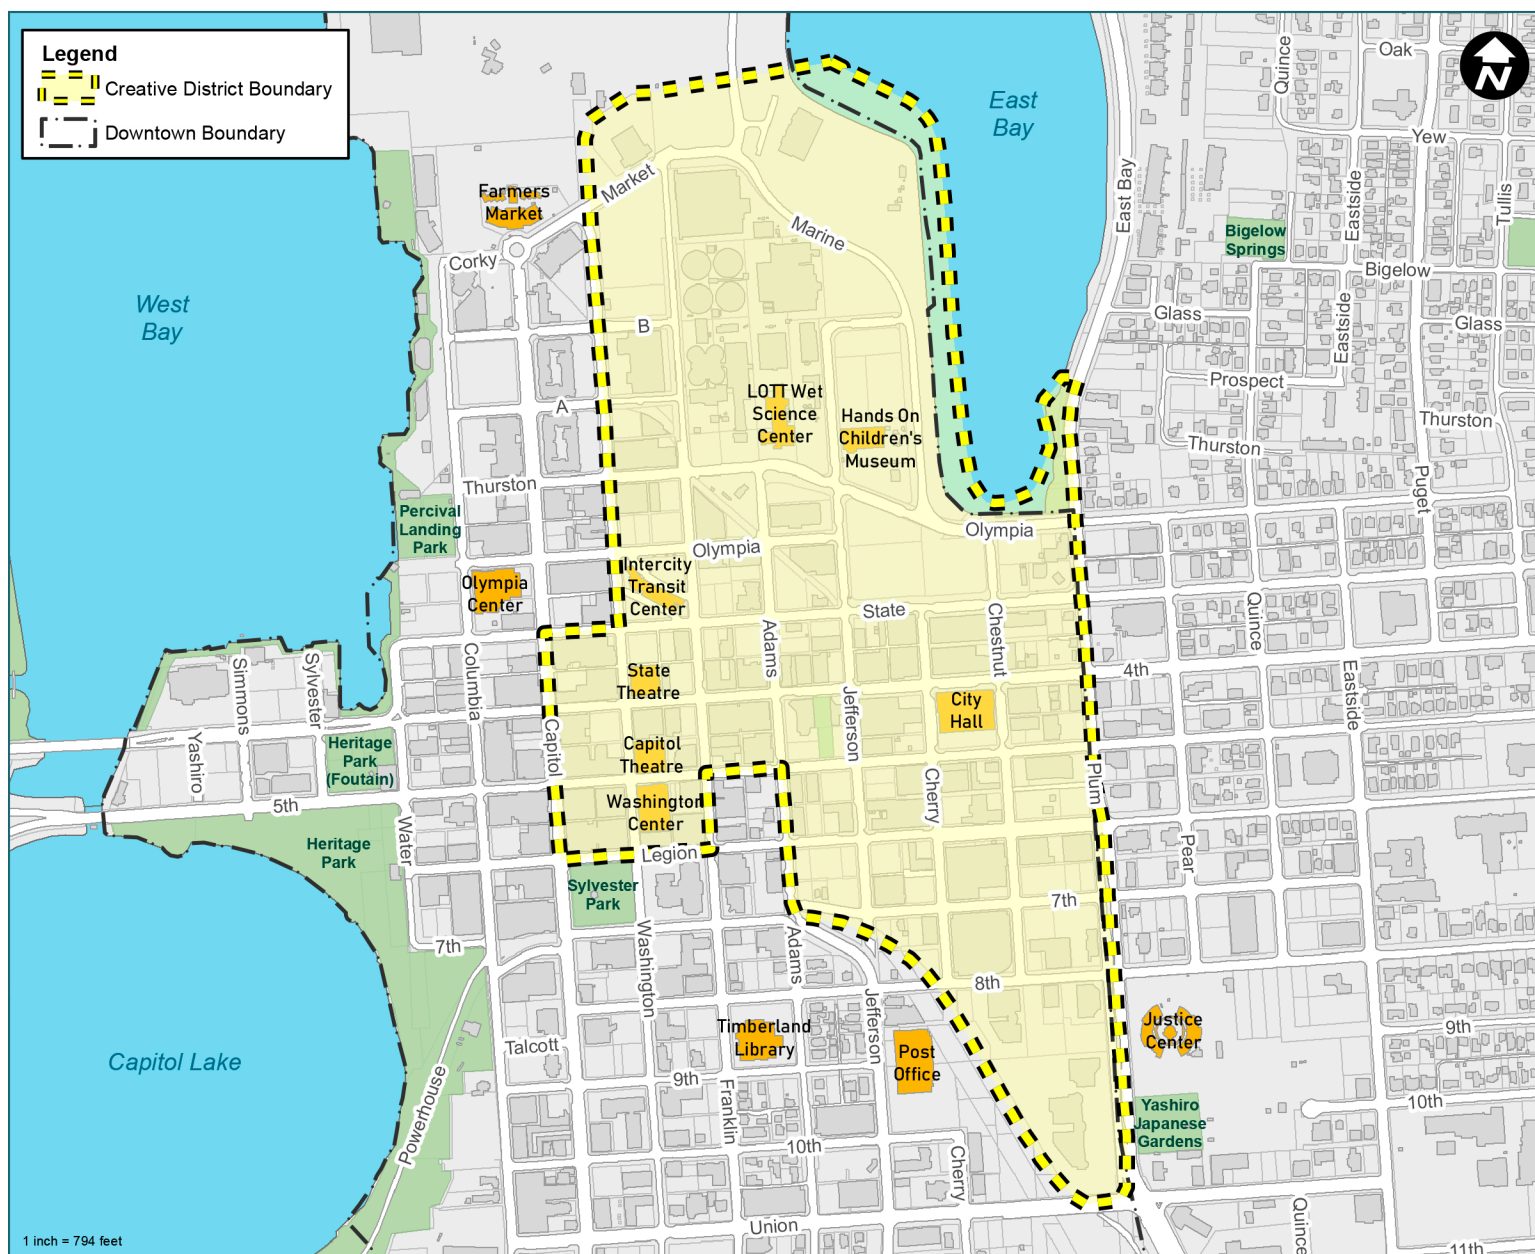 Legend
Creative District Boundary
Downtown Boundary
N
East
Bay
West
Bay
Capitol Lake
Oak
Quince
Yew
Eastside
Tullis
East Bay
Bigelow
Springs
Bigelow
Glass
Eastside
Glass
Prospect
Thurston
Thurston
Puget
Farmers
Market
Market
Corky
Marine
B
A
LOTT Wet
Science
Center
Hands On
Children's
Museum
Thurston
Percival
Landing
Park
Olympia
Olympia
Intercity
Transit
Center
Olympia
Center
State
Adams
Chestnut
Quince
4th
Eastside
Simmons
Sylvester
Columbia
State
Theatre
Jefferson
City
Hall
Capitol
Yashiro
Heritage
Park
(Foutain)
Capitol
Theatre
Cherry
Plum
5th
Washington
Center
Water
Heritage
Park
Legion
Pear
Sylvester
Park
7th
7th
Washington
Adams
8th
Jefferson
Talcott
Timberland
Library
Post
Office
Justice
Center
9th
9th
Franklin
Powerhouse
10th
10th
Yashiro
Japanese
Gardens
Cherry
Union
Quince
11th
1 inch = 794 feet